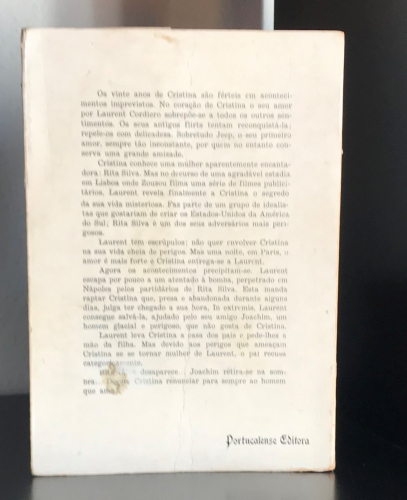 Os vinte anos de Cristina são férteis em aconteci-
mentos imprevistos. No coração de Cristina o seu amor
por Laurent Cordiero sobrepõe-se a todos os outros sen-
timentos. Os seus antigos flirts tentam reconquistá-la;
repele-os com delicadeza. Sobretudo Jeep, o seu primeiro
amor, sempre tão inconstante, por quem no entanto con-
serva uma grande amizade.
Cristina conhece uma mulher aparentemente encanta-
dora: Rita Silva. Mas no decurso de uma agradável estadia
em Lisboa onde Zouzou filma uma série de filmes publici-
tários, Laurent revela finalmente a Cristina o segredo
da sua vida misteriosa. Faz parte de um grupo de idealis-
tas que gostariam de criar os Estados-Unidos da América
do Sul; Rita Silva é um dos seus adversários mais peri-
gosos.
Laurent tem escrúpulos; não quer envolver Cristina
na sua vida cheia de perigos. Mas uma noite, em Paris, o
amor é mais forte e Cristina entrega-se a Laurent.
Agora os acontecimentos precipitam-se. Laurent
escapa por pouco a um atentado à bomba, perpetrado em
Nápoles pelos partidários de Rita Silva. Esta manda
raptar Cristina que, presa e abandonada durante alguns
dias, julga ter chegado a sua hora. In extremis, Laurent
consegue salvá-la, ajudado pelo seu amigo Joachim, um
homem glacial e perigoso, que não gosta de Cristina.
Laurent leva Cristina a casa dos pais e pede-lhes a
mão da filha. Mas devido aos perigos que ameaçam
Cristina se se tornar mulher de Laurent, o pai recusa
categoricamente.
desaparece... Joachim retira-se na som-
bra... Cristina renunciar para sempre ao homem
que
Portucalense Editora